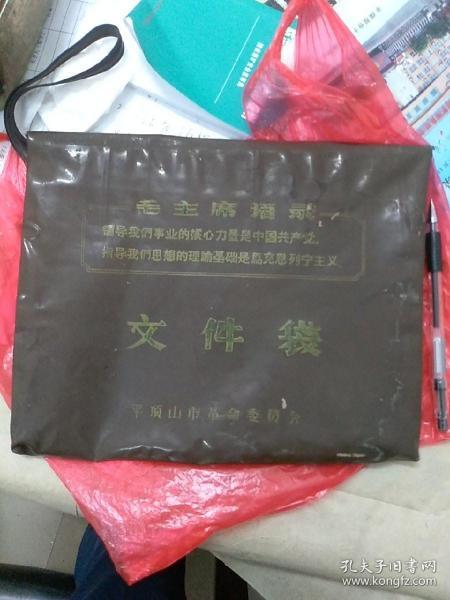 毛主席语录
领导我们事业的核心力量是中国共产党。
指导我们思想的理论基础是马克思列宁主义
文件袋
平顶山市革命委员会
孔夫子旧书网
www.kongfz.com